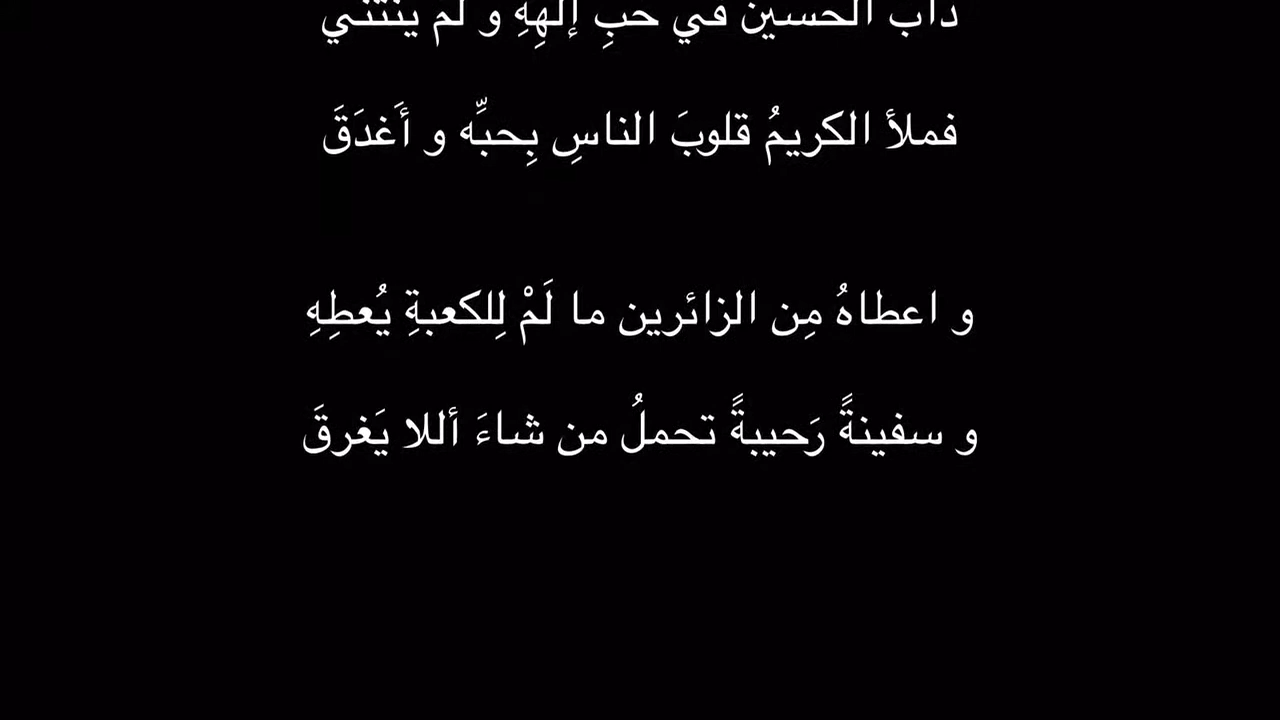 ذاب الحسين في حبِ إلهِهِ و لم ينثني
فملأ الكريمُ قلوبَ الناسِ بِحبِّه و أَغدَقَ
و اعطاهُ مِن الزائرين ما لَمْ لِلكعبةِ يُعطِهِ
و سفينةً رَحيبةً تحملُ من شاءَ أللا يَغرقَ